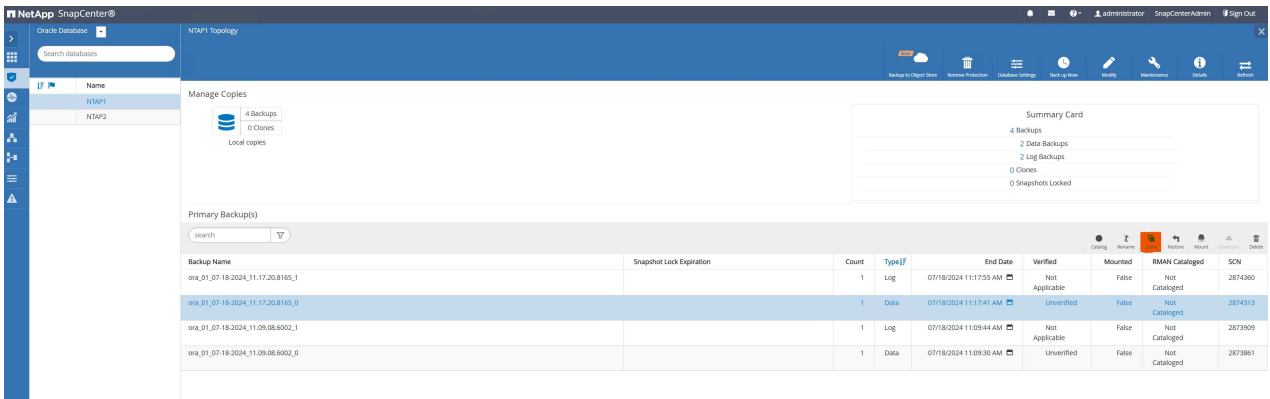 NetApp SnapCenter®
administrator SnapCenterAdmin Sign Out
Oracle Database
NTAP1 Topology
Search databases
Backup to Object Store Remove Protection Database Settings Back up Now Modify Maintenance Details Refresh
Name
NTAP1
NTAP2
Manage Copies
4 Backups
0 Clones
Local copies
Summary Card
4 Backups
2 Data Backups
2 Log Backups
0 Clones
0 Snapshots Locked
Primary Backup(s)
search
Catalog Rename Clone Restore Mount Unmount Delete
Backup Name Snapshot Lock Expiration Count Type End Date Verified Mounted RMAN Cataloged SCN
ora_01_07-18-2024_11.17.20.8165_1 1 Log 07/18/2024 11:17:55 AM Not Applicable False Not Cataloged 2874360
ora_01_07-18-2024_11.17.20.8165_0 1 Data 07/18/2024 11:17:41 AM Unverified False Not Cataloged 2874313
ora_01_07-18-2024_11.09.08.6002_1 1 Log 07/18/2024 11:09:44 AM Not Applicable False Not Cataloged 2873909
ora_01_07-18-2024_11.09.08.6002_0 1 Data 07/18/2024 11:09:30 AM Unverified False Not Cataloged 2873861